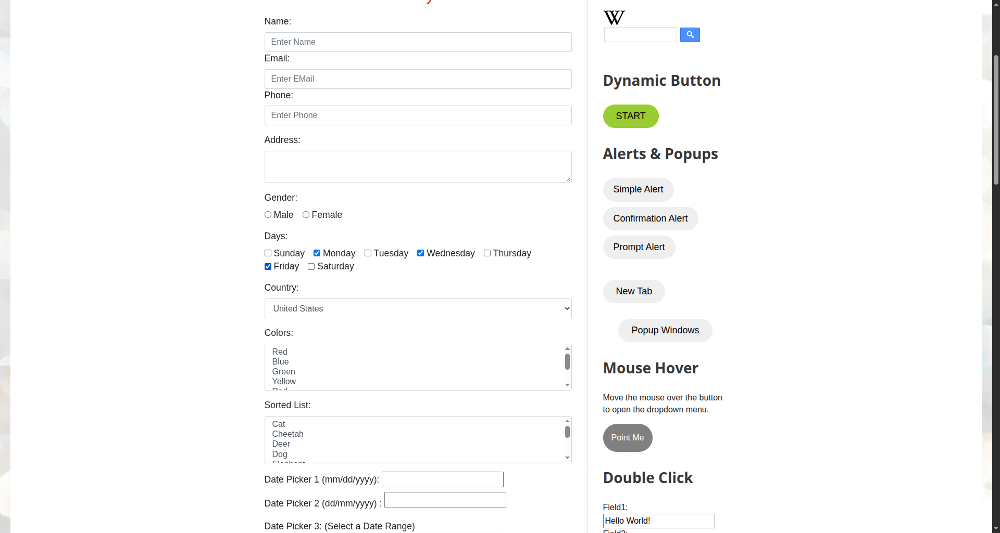 Name:
Enter Name
Email:
Enter EMail
Phone:
Enter Phone
Address:
Gender:
Male Female
Days:
Sunday Monday Tuesday Wednesday Thursday
Friday Saturday
Country:
United States
Colors:
Red
Blue
Green
Yellow
Red
Sorted List:
Cat
Cheetah
Deer
Dog
Elephant
Date Picker 1 (mm/dd/yyyy):
Date Picker 2 (dd/mm/yyyy) :
Date Picker 3: (Select a Date Range)
W
Dynamic Button
START
Alerts & Popups
Simple Alert
Confirmation Alert
Prompt Alert
New Tab
Popup Windows
Mouse Hover
Move the mouse over the button
to open the dropdown menu.
Point Me
Double Click
Field1:
Hello World!
Field2: